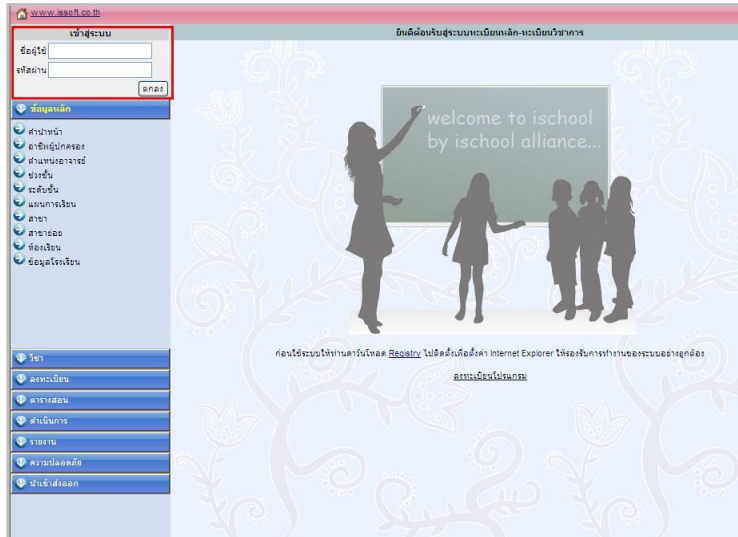 www.issoft.co.th
เข้าสู่ระบบ
ชื่อผู้ใช้
รหัสผ่าน
ตกลง
ข้อมูลหลัก
คำนำหน้า
อาชีพผู้ปกครอง
ตำแหน่งอาจารย์
ช่วงชั้น
ระดับชั้น
แผนการเรียน
สาขา
สาขาย่อย
ห้องเรียน
ข้อมูลโรงเรียน
วิชา
ลงทะเบียน
ตารางสอน
ดำเนินการ
รายงาน
ความปลอดภัย
นำเข้าส่งออก
ยินดีต้อนรับสู่ระบบทะเบียนหลัก-ทะเบียนวิชาการ
welcome to ischool
by ischool alliance...
ก่อนใช้ระบบให้ท่านดาว์นโหลด Registry ไปติดตั้งเพื่อตั้งค่า Internet Explorer ให้รองรับการทำงานของระบบอย่างถูกต้อง
ลงทะเบียนโปรแกรม